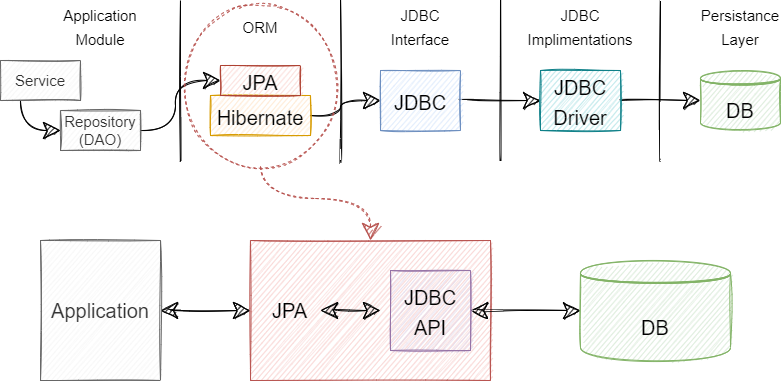 Application
Module
ORM
JDBC
Interface
JDBC
Implimentations
Persistance
Layer
Service
Repository
(DAO)
JPA
Hibernate
JDBC
JDBC
Driver
DB
Application
JPA
JDBC
API
DB